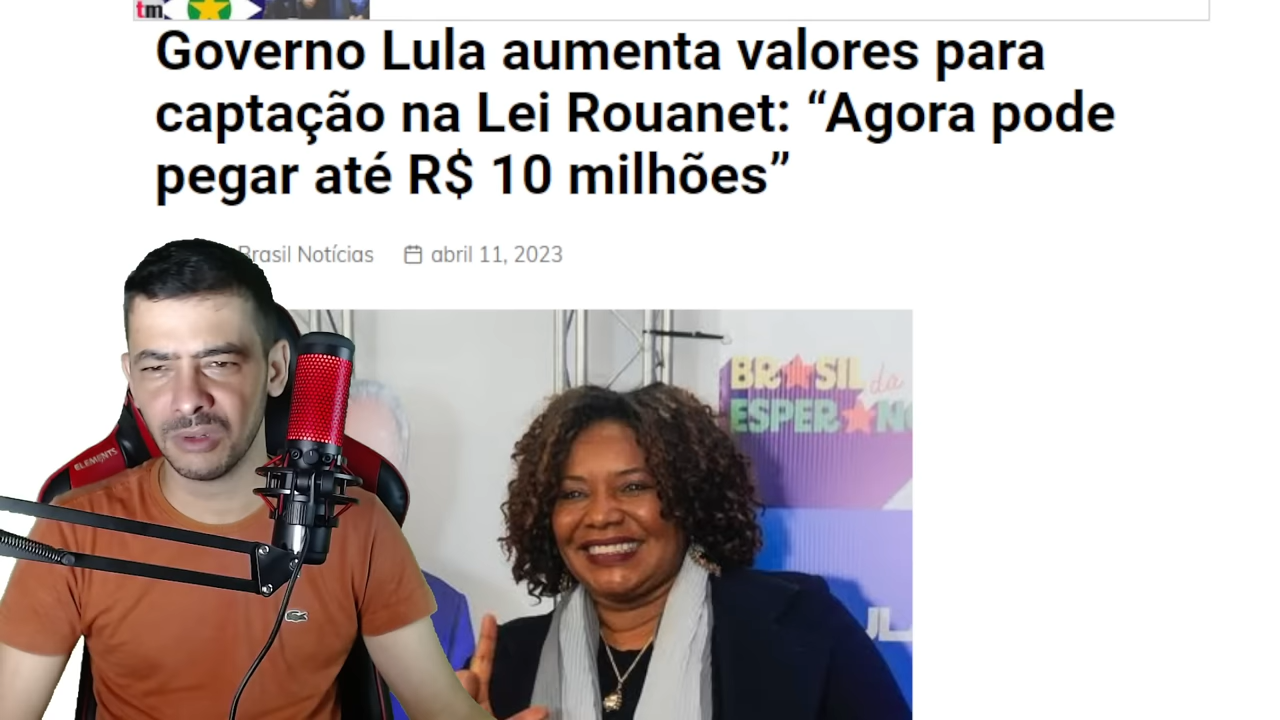 tm
Governo Lula aumenta valores para
captação na Lei Rouanet: “Agora pode
pegar até R$ 10 milhões”
Brasil Notícias abril 11, 2023
BRASIL da
ESPERANÇ
ELEMENTS